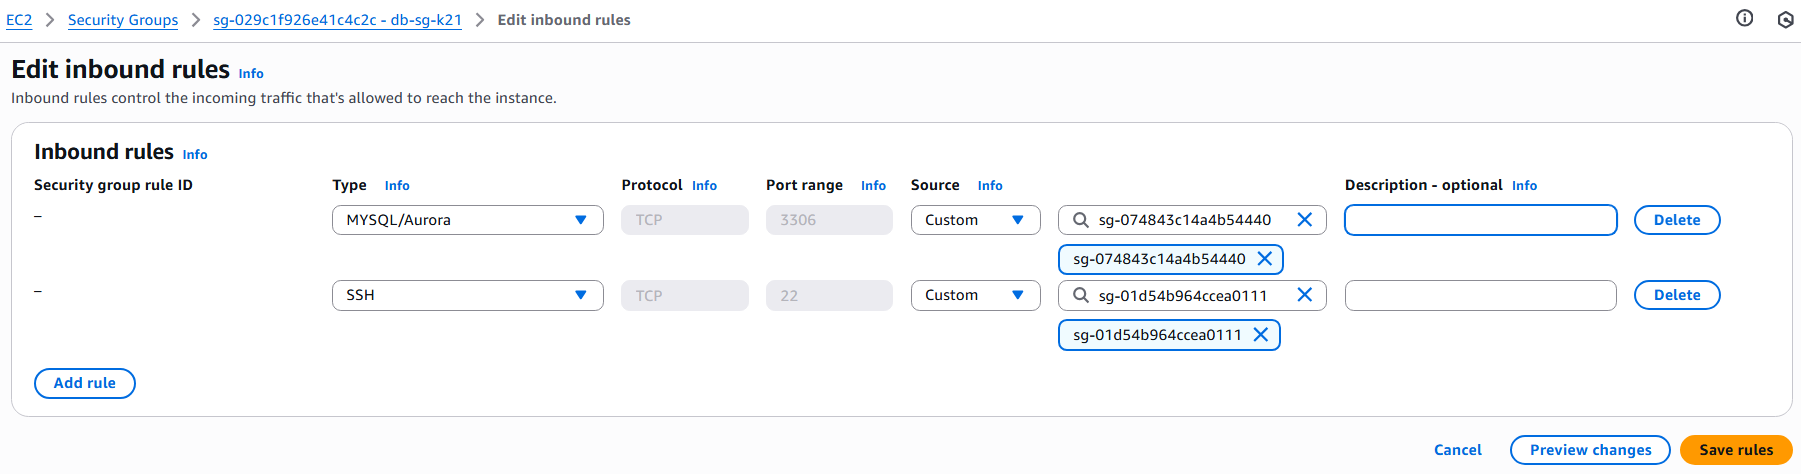 EC2 > Security Groups > sg-029c1f926e41c4c2c - db-sg-k21 > Edit inbound rules
Edit inbound rules Info
Inbound rules control the incoming traffic that's allowed to reach the instance.
Inbound rules Info
Security group rule ID Type Info Protocol Info Port range Info Source Info Description - optional Info
– MYSQL/Aurora TCP 3306 Custom sg-074843c14a4b54440 Delete
sg-074843c14a4b54440
– SSH TCP 22 Custom sg-01d54b964ccea0111 Delete
sg-01d54b964ccea0111
Add rule
Cancel Preview changes Save rules